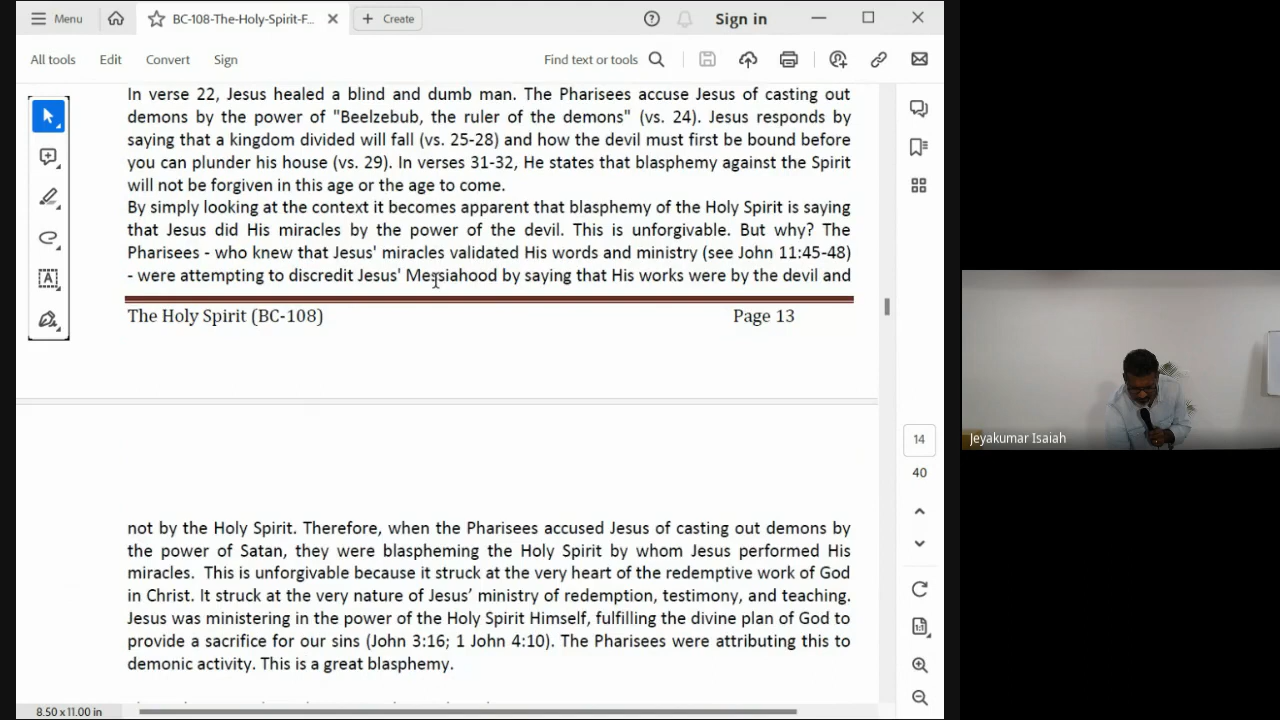 Menu
BC-108-The-Holy-Spirit-F...
Create
Sign in
All tools
Edit
Convert
Sign
Find text or tools
In verse 22, Jesus healed a blind and dumb man. The Pharisees accuse Jesus of casting out
demons by the power of "Beelzebub, the ruler of the demons" (vs. 24). Jesus responds by
saying that a kingdom divided will fall (vs. 25-28) and how the devil must first be bound before
you can plunder his house (vs. 29). In verses 31-32, He states that blasphemy against the Spirit
will not be forgiven in this age or the age to come.
By simply looking at the context it becomes apparent that blasphemy of the Holy Spirit is saying
that Jesus did His miracles by the power of the devil. This is unforgivable. But why? The
Pharisees - who knew that Jesus' miracles validated His words and ministry (see John 11:45-48)
- were attempting to discredit Jesus' Messiahood by saying that His works were by the devil and
The Holy Spirit (BC-108)
Page 13
not by the Holy Spirit. Therefore, when the Pharisees accused Jesus of casting out demons by
the power of Satan, they were blaspheming the Holy Spirit by whom Jesus performed His
miracles. This is unforgivable because it struck at the very heart of the redemptive work of God
in Christ. It struck at the very nature of Jesus’ ministry of redemption, testimony, and teaching.
Jesus was ministering in the power of the Holy Spirit Himself, fulfilling the divine plan of God to
provide a sacrifice for our sins (John 3:16; 1 John 4:10). The Pharisees were attributing this to
demonic activity. This is a great blasphemy.
14
40
8.50 x 11.00 in
Jeyakumar Isaiah